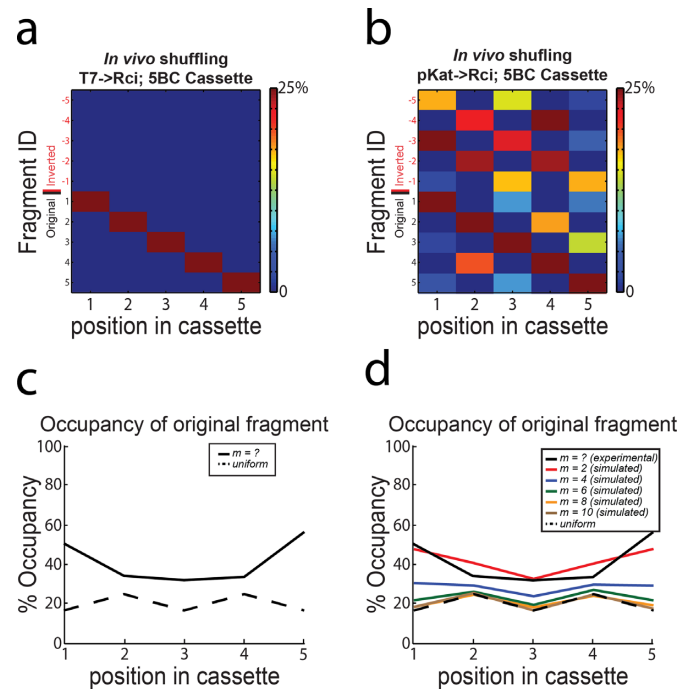 a
In vivo shuffling
T7->Rci; 5BC Cassette
25%
0
Fragment ID
Inverted
Original
-5
-4
-3
-2
-1
1
2
3
4
5
1 2 3 4 5
position in cassette
b
In vivo shufling
pKat->Rci; 5BC Cassette
25%
0
Fragment ID
Inverted
Original
-5
-4
-3
-2
-1
1
2
3
4
5
1 2 3 4 5
position in cassette
c
Occupancy of original fragment
m = ?
uniform
% Occupancy
100
80
60
40
20
0
1 2 3 4 5
position in cassette
d
Occupancy of original fragment
m = ? (experimental)
m = 2 (simulated)
m = 4 (simulated)
m = 6 (simulated)
m = 8 (simulated)
m = 10 (simulated)
uniform
% Occupancy
100
80
60
40
20
0
1 2 3 4 5
position in cassette